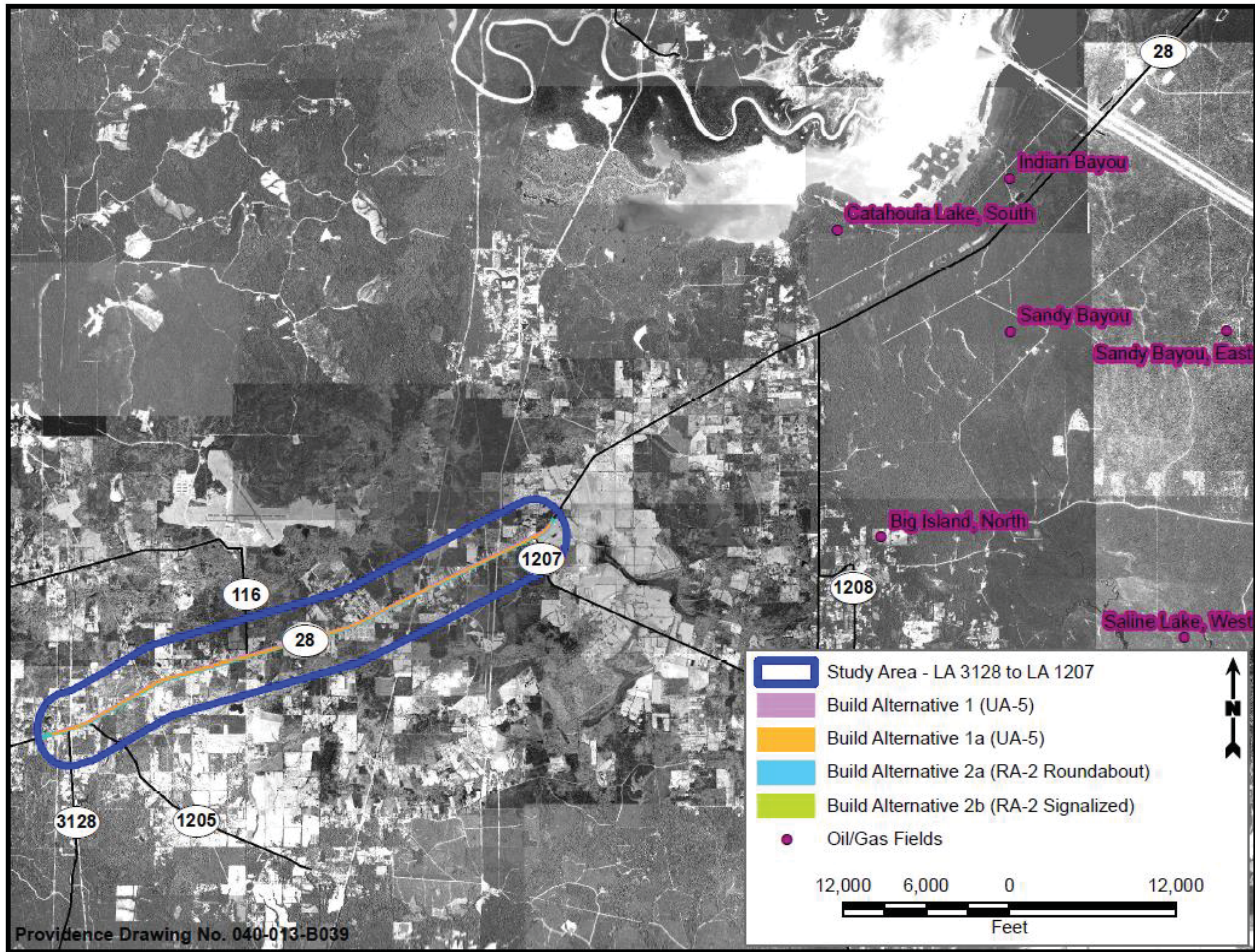 28
Indian Bayou
Catahoula Lake, South
Sandy Bayou
Sandy Bayou, East
Big Island, North
1207
1208
116
28
Saline Lake, West
3128
1205
Study Area - LA 3128 to LA 1207
Build Alternative 1 (UA-5)
Build Alternative 1a (UA-5)
Build Alternative 2a (RA-2 Roundabout)
Build Alternative 2b (RA-2 Signalized)
Oil/Gas Fields
N
12,000 6,000 0 12,000
Feet
Providence Drawing No. 040-013-B039